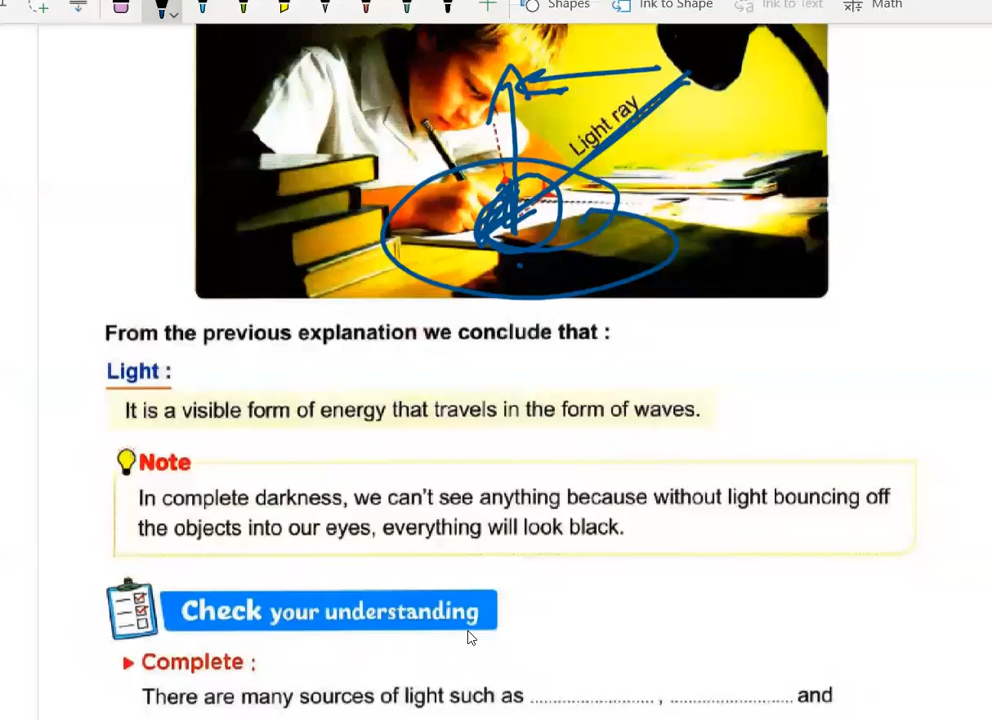 Shapes
Ink to Shape
Ink to Text
Math
Light ray
From the previous explanation we conclude that :
Light :
It is a visible form of energy that travels in the form of waves.
Note
In complete darkness, we can't see anything because without light bouncing off
the objects into our eyes, everything will look black.
Check your understanding
Complete :
There are many sources of light such as ........................ , ........................ and